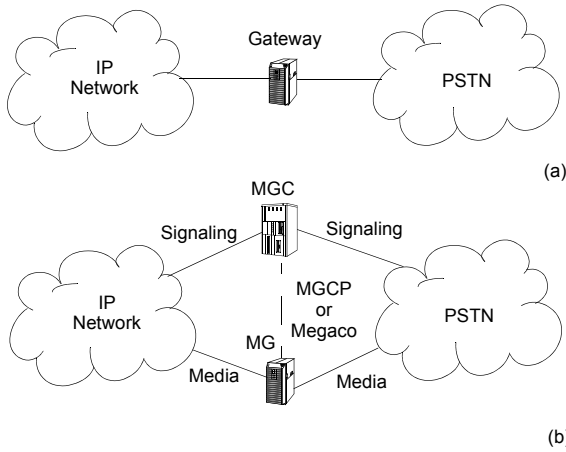 Gateway
IP
Network
PSTN
(a)
MGC
Signaling
Signaling
IP
Network
MGCP
or
Megaco
PSTN
MG
Media
Media
(b)